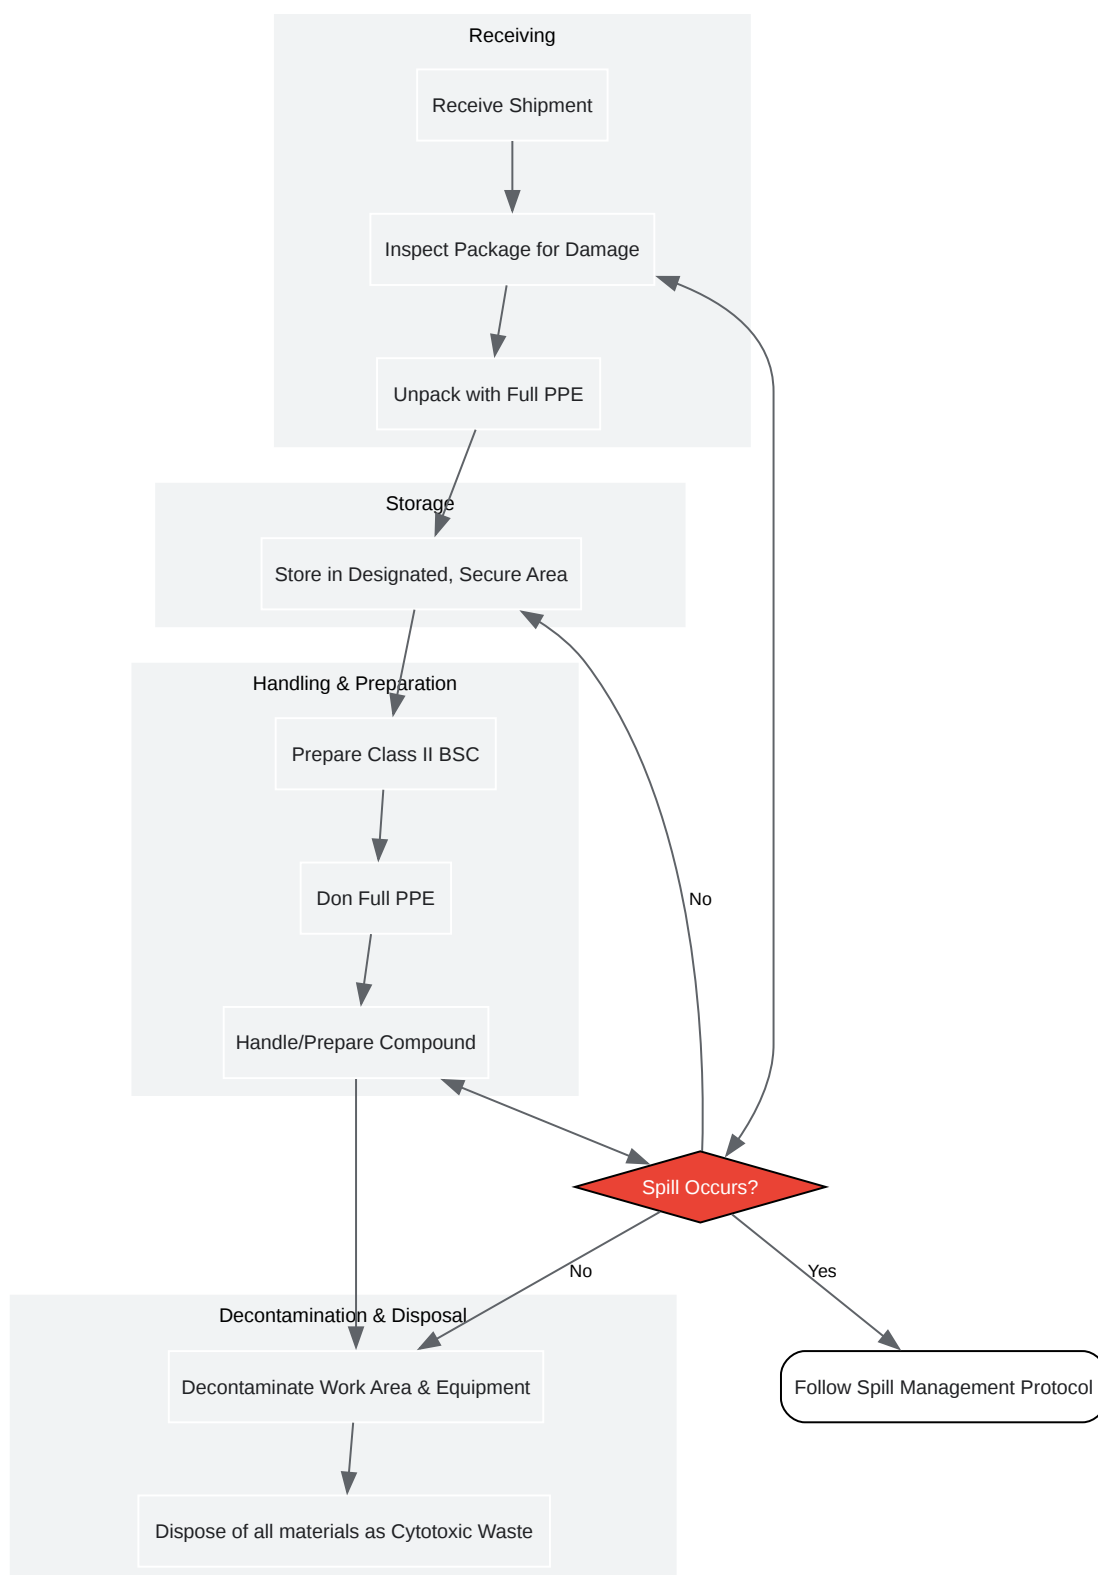 Receiving
Receive Shipment
Inspect Package for Damage
Unpack with Full PPE
Storage
Store in Designated, Secure Area
Handling & Preparation
Prepare Class II BSC
Don Full PPE
No
Handle/Prepare Compound
Spill Occurs?
No
Yes
Decontamination & Disposal
Decontaminate Work Area & Equipment
Follow Spill Management Protocol
Dispose of all materials as Cytotoxic Waste